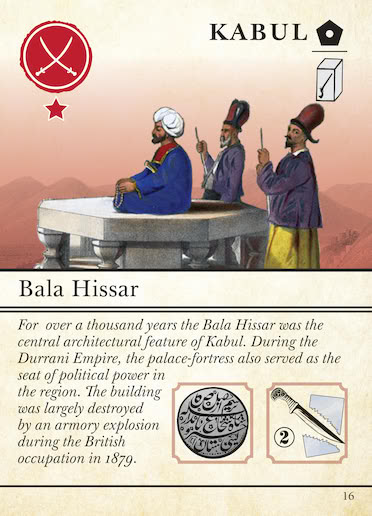 KABUL
Bala Hissar
For over a thousand years the Bala Hissar was the
central architectural feature of Kabul. During the
Durrani Empire, the palace-fortress also served as the
seat of political power in
the region. The building
was largely destroyed
by an armory explosion
during the British
occupation in 1879.
2
16